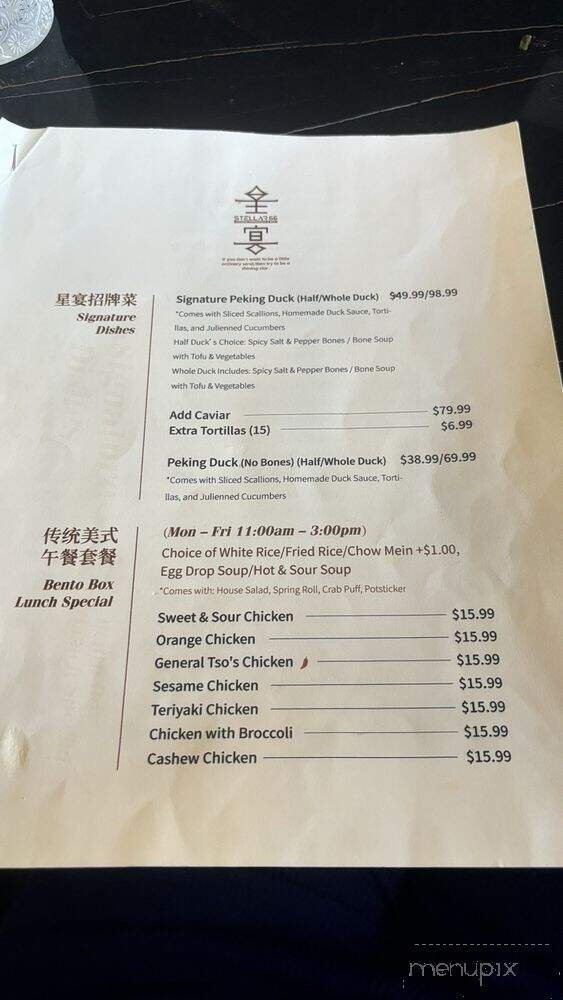 STELLAR66
星宴招牌菜
Signature
Dishes
Signature Peking Duck (Half/Whole Duck) $49.99/98.99
*Comes with Sliced Scallions, Homemade Duck Sauce, Torti-
llas, and Julienned Cucumbers
Half Duck's Choice: Spicy Salt & Pepper Bones / Bone Soup
with Tofu & Vegetables
Whole Duck Includes: Spicy Salt & Pepper Bones / Bone Soup
with Tofu & Vegetables
Add Caviar $79.99
Extra Tortillas (15) $6.99
Peking Duck (No Bones) (Half/Whole Duck) $38.99/69.99
*Comes with Sliced Scallions, Homemade Duck Sauce, Torti-
llas, and Julienned Cucumbers
传统美式
午餐套餐
Bento Box
Lunch Special
(Mon – Fri 11:00am – 3:00pm)
Choice of White Rice/Fried Rice/Chow Mein +$1.00,
Egg Drop Soup/Hot & Sour Soup
*Comes with: House Salad, Spring Roll, Crab Puff, Potsticker
Sweet & Sour Chicken $15.99
Orange Chicken $15.99
General Tso's Chicken $15.99
Sesame Chicken $15.99
Teriyaki Chicken $15.99
Chicken with Broccoli $15.99
Cashew Chicken $15.99
menupix